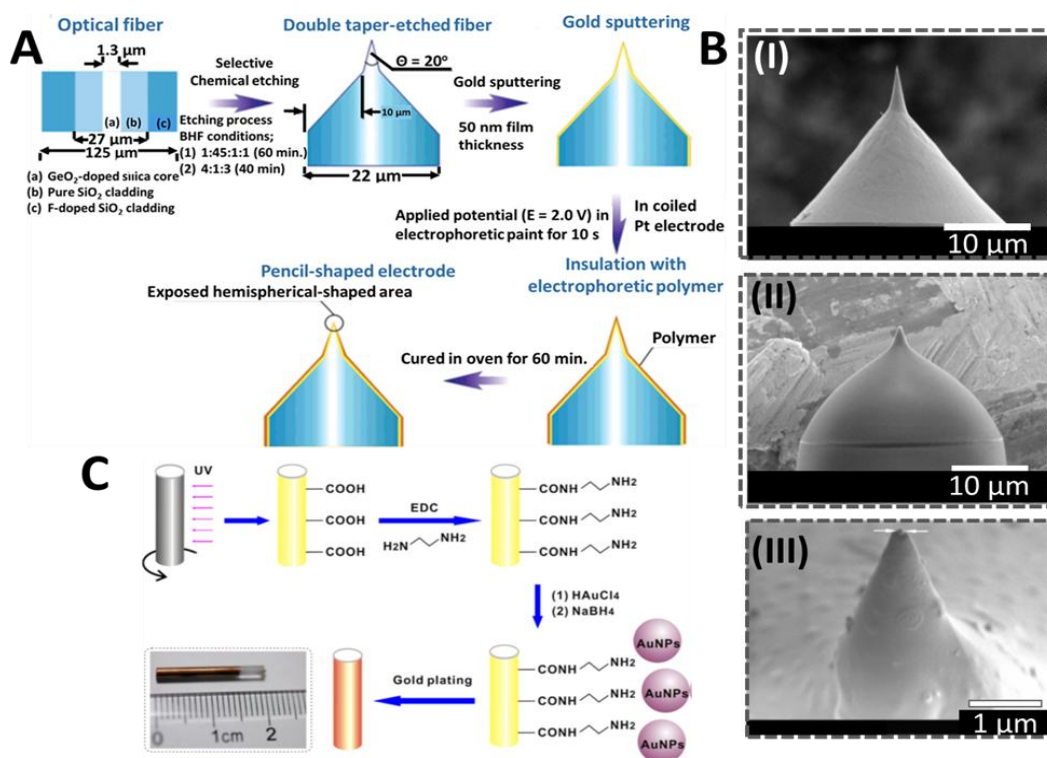 A
Optical fiber
1.3 μm
(a)
(b)
(c)
27 μm
125 μm
(a) GeO2-doped silica core
(b) Pure SiO2 cladding
(c) F-doped SiO2 cladding
Selective
Chemical etching
Etching process
BHF conditions;
(1) 1:45:1:1 (60 min.)
(2) 4:1:3 (40 min)
Double taper-etched fiber
Θ = 20°
10 μm
22 μm
Gold sputtering
50 nm film
thickness
Gold sputtering
Applied potential (E = 2.0 V) in
electrophoretic paint for 10 s
In coiled
Pt electrode
Insulation with
electrophoretic polymer
Polymer
Cured in oven for 60 min.
Pencil-shaped electrode
Exposed hemispherical-shaped area
B
(I)
10 μm
(II)
10 μm
(III)
1 μm
C
UV
COOH
COOH
COOH
EDC
H2N
NH2
CONH
NH2
CONH
NH2
CONH
NH2
(1) HAuCl4
(2) NaBH4
CONH
NH2
CONH
NH2
CONH
NH2
AuNPs
AuNPs
AuNPs
Gold plating
0
1cm
2